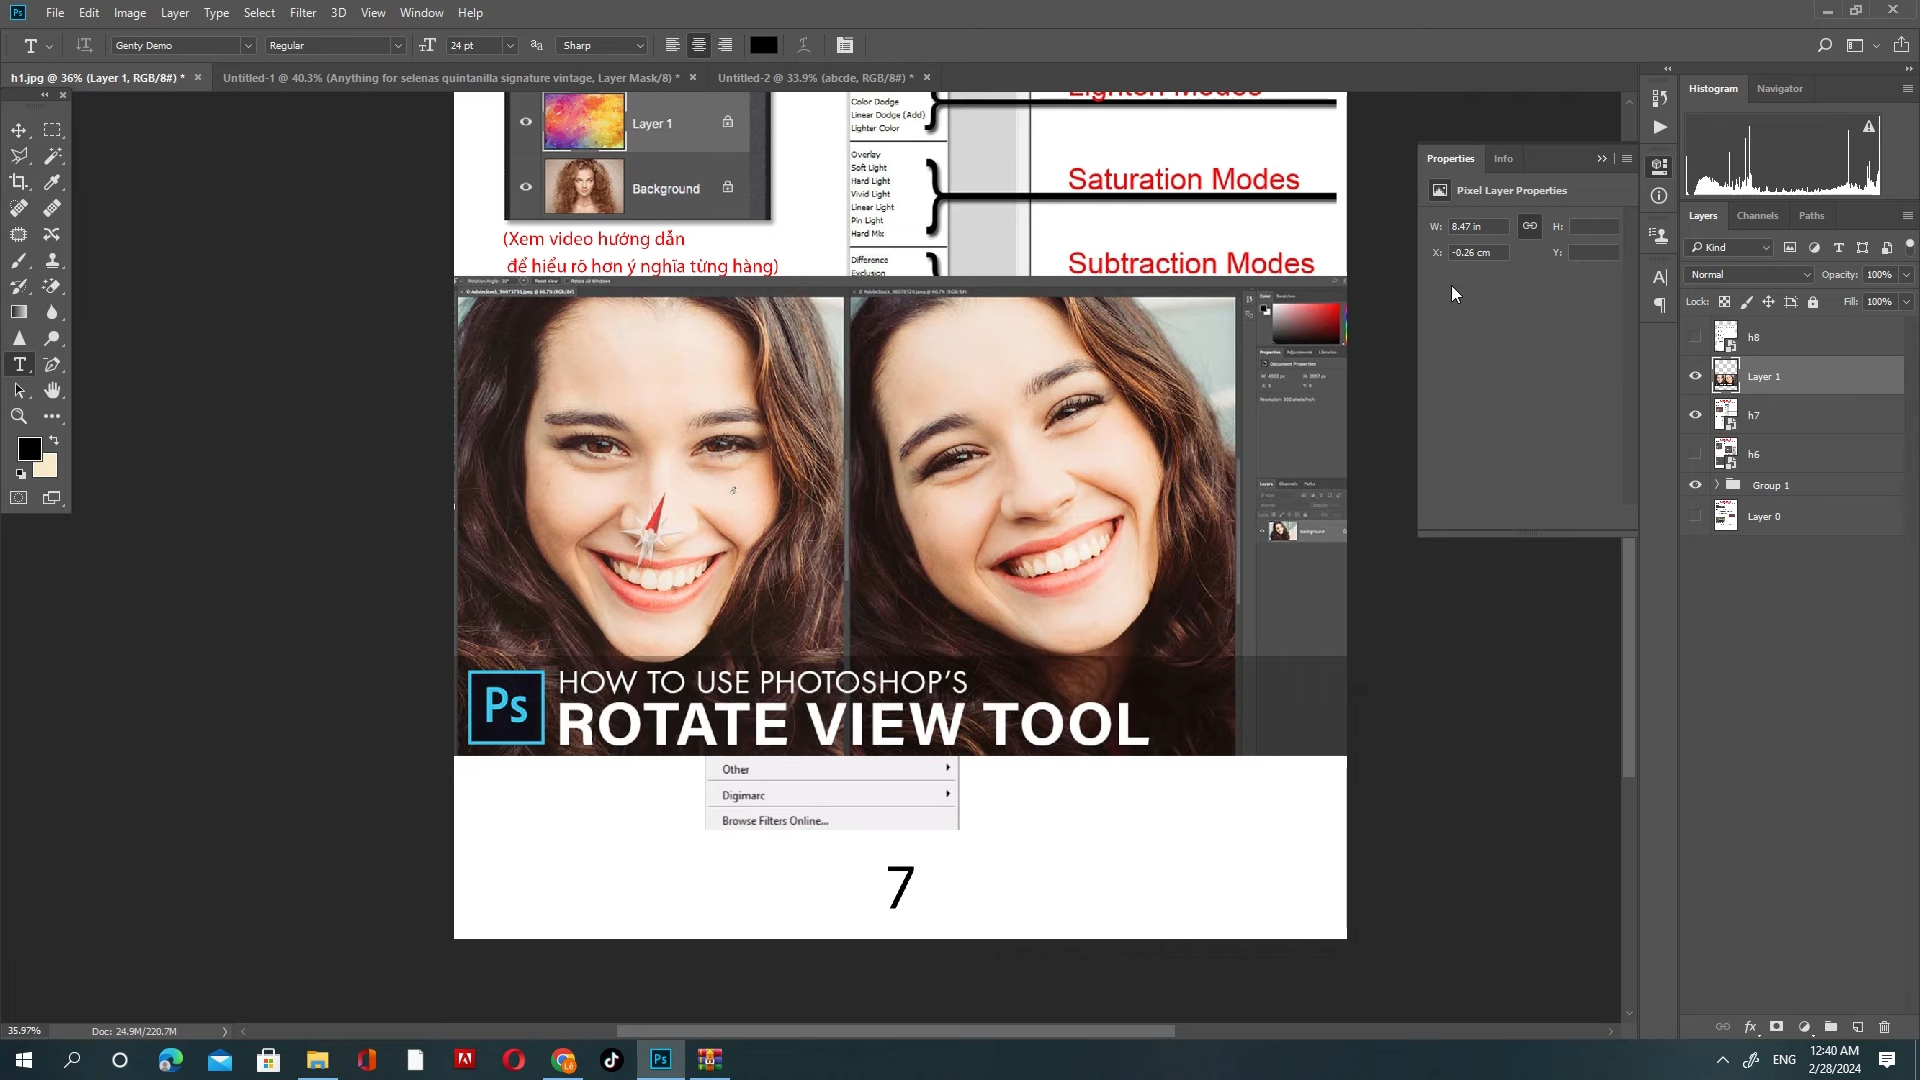 Ps File Edit Image Layer Type Select Filter 3D View Window Help
T Genty Demo Regular 24 pt Sharp
h1.jpg @ 36% (Layer 1, RGB/8#) * Untitled-1 @ 40.3% (Anything for selenas quintanilla signature vintage, Layer Mask/8) * Untitled-2 @ 33.9% (abcde, RGB/8#) *
Layer 1
Background
(Xem video hướng dẫn
để hiểu rõ hơn ý nghĩa từng hàng)
Color Dodge
Linear Dodge (Add)
Lighter Color
Overlay
Soft Light
Hard Light
Vivid Light
Linear Light
Pin Light
Hard Mix
Difference
Exclusion
Lighten Modes
Saturation Modes
Subtraction Modes
Ps
HOW TO USE PHOTOSHOP'S
ROTATE VIEW TOOL
Other
Digimarc
Browse Filters Online...
7
Properties Info
Pixel Layer Properties
W: 8.47 in H:
X: -0.26 cm Y:
Histogram Navigator
Layers Channels Paths
Kind
Normal Opacity: 100%
Lock: Fill: 100%
h8
Layer 1
h7
h6
Group 1
Layer 0
35.97% Doc: 24.9M/220.7M
ENG
12:40 AM
2/28/2024